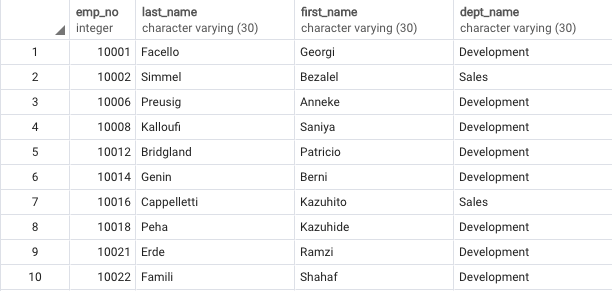 emp_no last_name first_name dept_name
integer character varying (30) character varying (30) character varying (30)
1 10001 Facello Georgi Development
2 10002 Simmel Bezalel Sales
3 10006 Preusig Anneke Development
4 10008 Kalloufi Saniya Development
5 10012 Bridgland Patricio Development
6 10014 Genin Berni Development
7 10016 Cappelletti Kazuhito Sales
8 10018 Peha Kazuhide Development
9 10021 Erde Ramzi Development
10 10022 Famili Shahaf Development